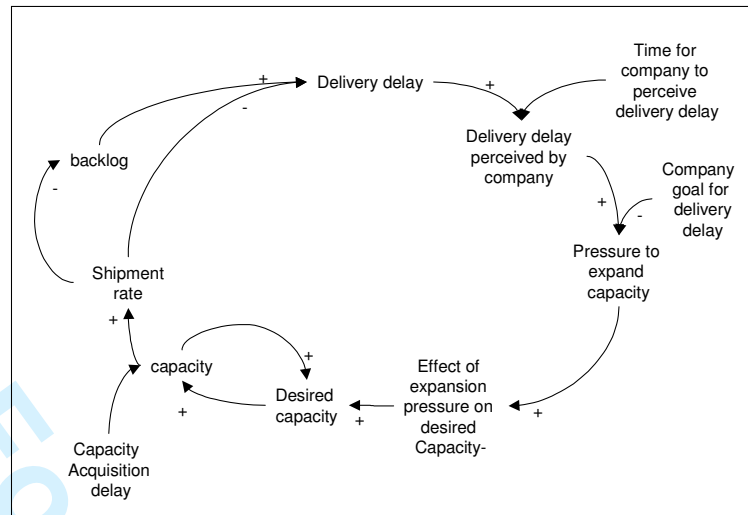 Time for
company to
perceive
delivery delay
Delivery delay
+
+
-
Delivery delay
perceived by
company
backlog
-
Company
goal for
delivery
delay
+
-
Pressure to
expand
capacity
Shipment
rate
+
capacity
+
Effect of
expansion
pressure on
desired
Capacity-
Desired
capacity
+
+
+
Capacity
Acquisition
delay